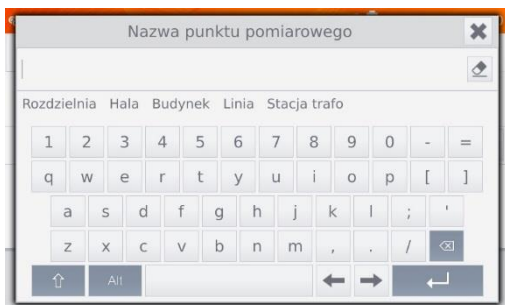 Nazwa punktu pomiarowego
Rozdzielnia Hala Budynek Linia Stacja trafo
1 2 3 4 5 6 7 8 9 0 - =
q w e r t y u i o p [ ]
a s d f g h j k l ; '
z x c v b n m , . /
Alt